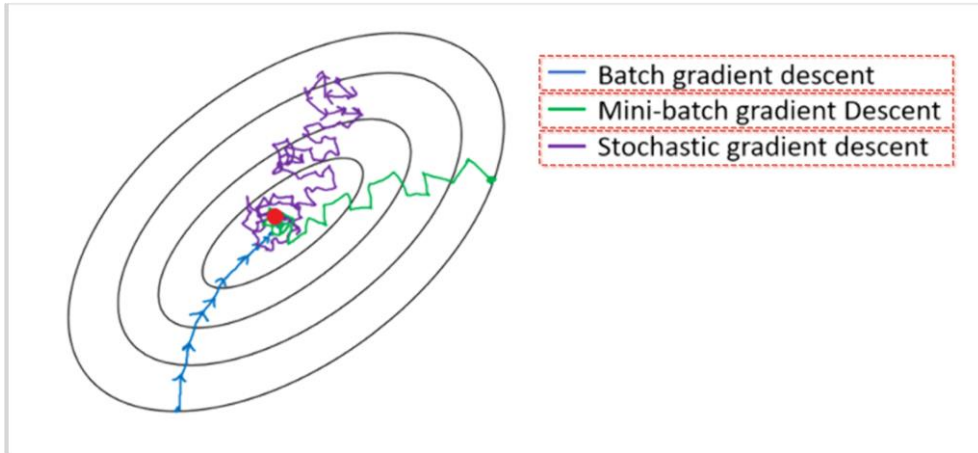 Batch gradient descent
Mini-batch gradient Descent
Stochastic gradient descent